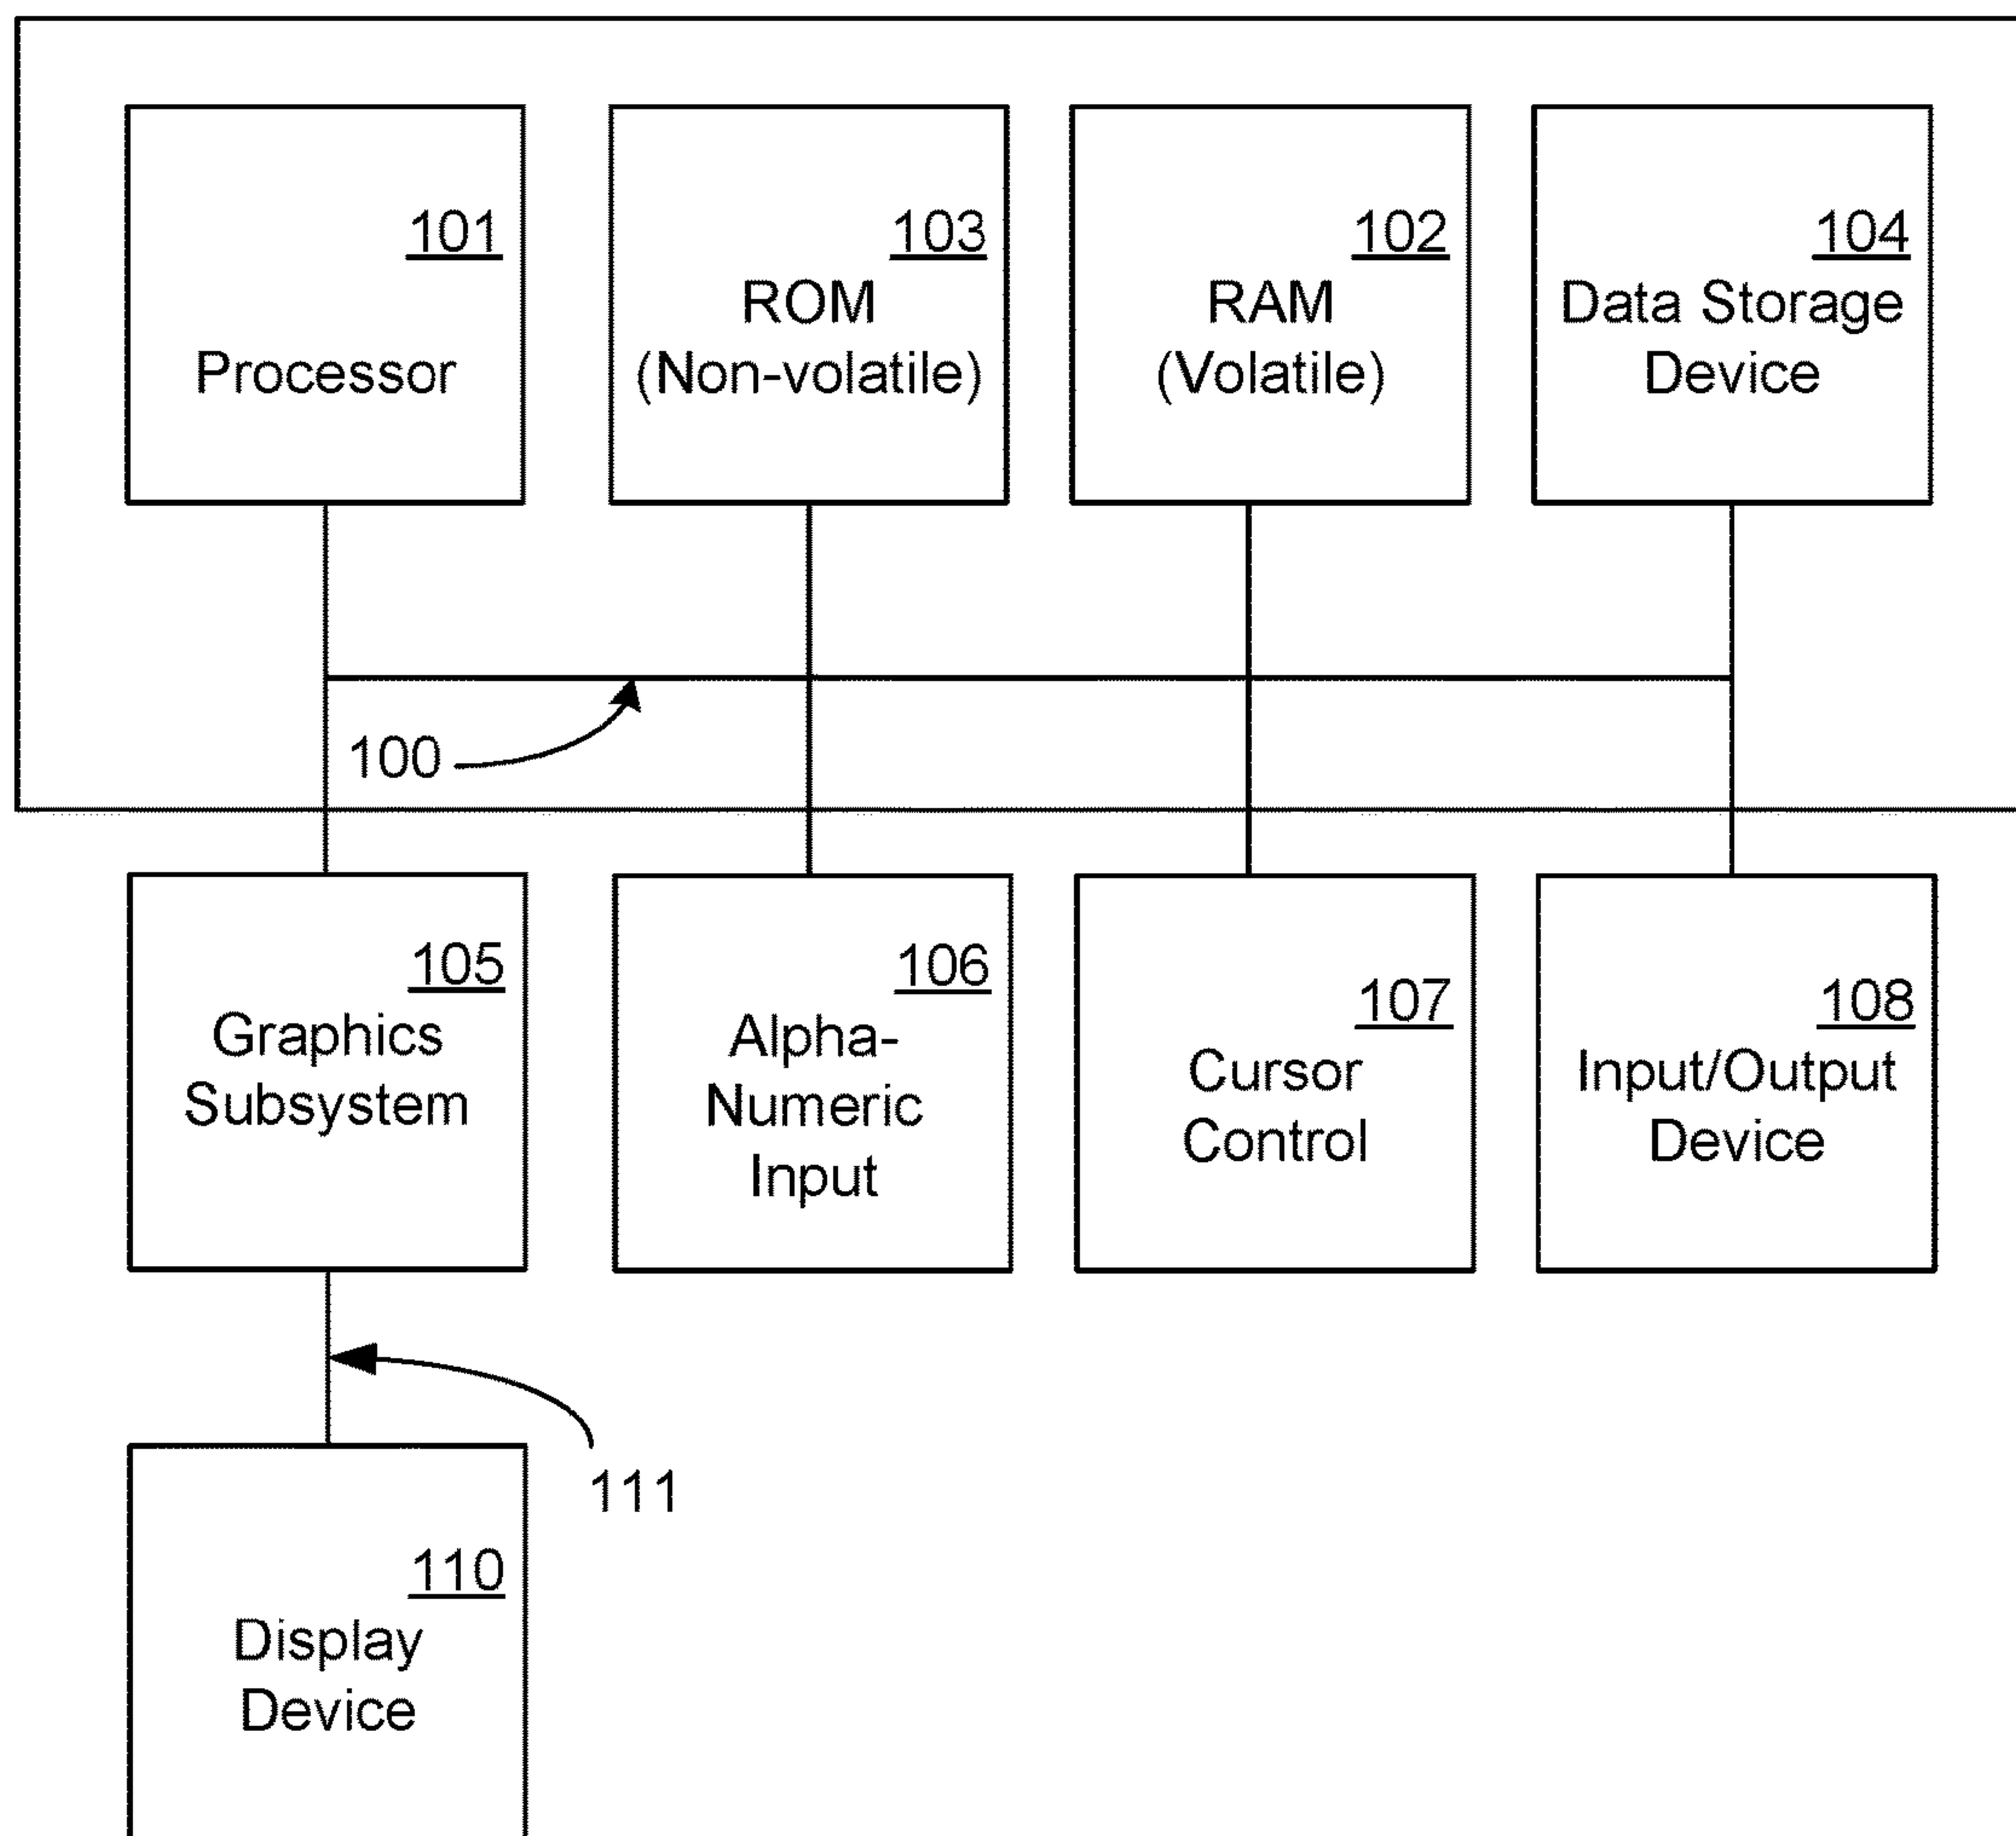 101
Processor
103
ROM
(Non-volatile)
102
RAM
(Volatile)
104
Data Storage
Device
100
105
Graphics
Subsystem
106
Alpha-
Numeric
Input
107
Cursor
Control
108
Input/Output
Device
111
110
Display
Device